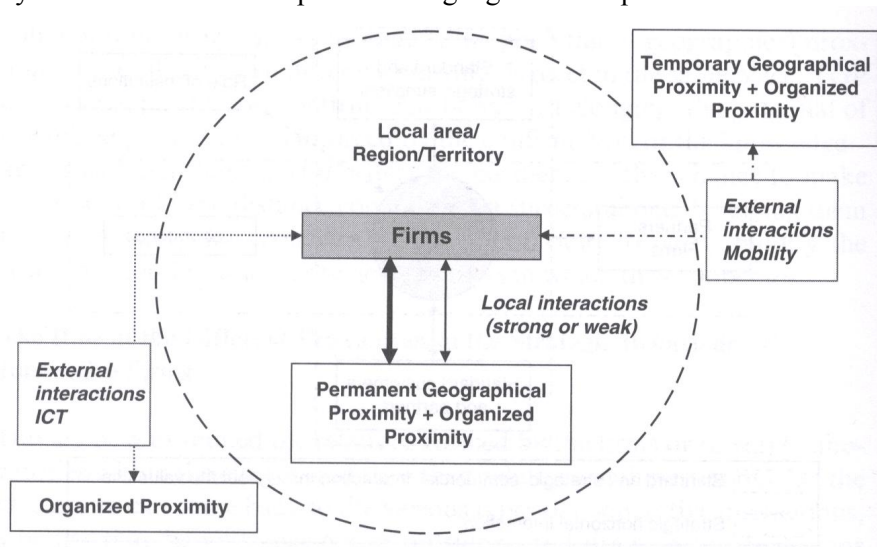 Temporary Geographical
Proximity + Organized
Proximity
Local area/
Region/Territory
External
interactions
Mobility
Firms
Local interactions
(strong or weak)
External
interactions
ICT
Permanent Geographical
Proximity + Organized
Proximity
Organized Proximity